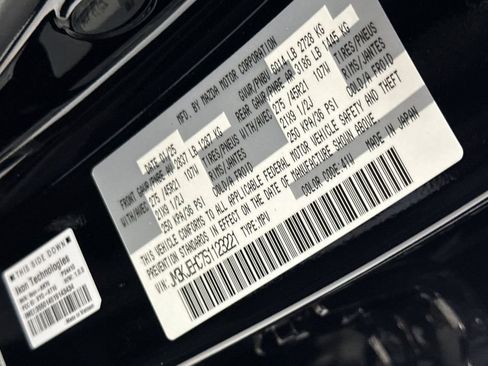 MFD. BY MAZDA MOTOR CORPORATION
DATE 01/25
GVWR/PNBV 6014 LB 2728 KG
FRONT GAWR/PNBE AV 2837 LB 1287 KG
REAR GAWR/PNBE AR 3186 LB 1445 KG
WITH/AVEC 275 /45R21 107W TIRES/PNEUS
WITH/AVEC 275 /45R21 107W TIRES/PNEUS
21X9 1/2J RIMS/JANTES
21X9 1/2J RIMS/JANTES
250 KPA/36 PSI COLD/A FROID
250 KPA/36 PSI COLD/A FROID
THIS VEHICLE CONFORMS TO ALL APPLICABLE FEDERAL MOTOR VEHICLE SAFETY AND THEFT
PREVENTION STANDARDS IN EFFECT ON THE DATE OF MANUFACTURE SHOWN ABOVE.
VIN: TYPE:MPV
COLOR CODE:41W MADE IN JAPAN
THIS SIDE DOWN
Ikon Technologies